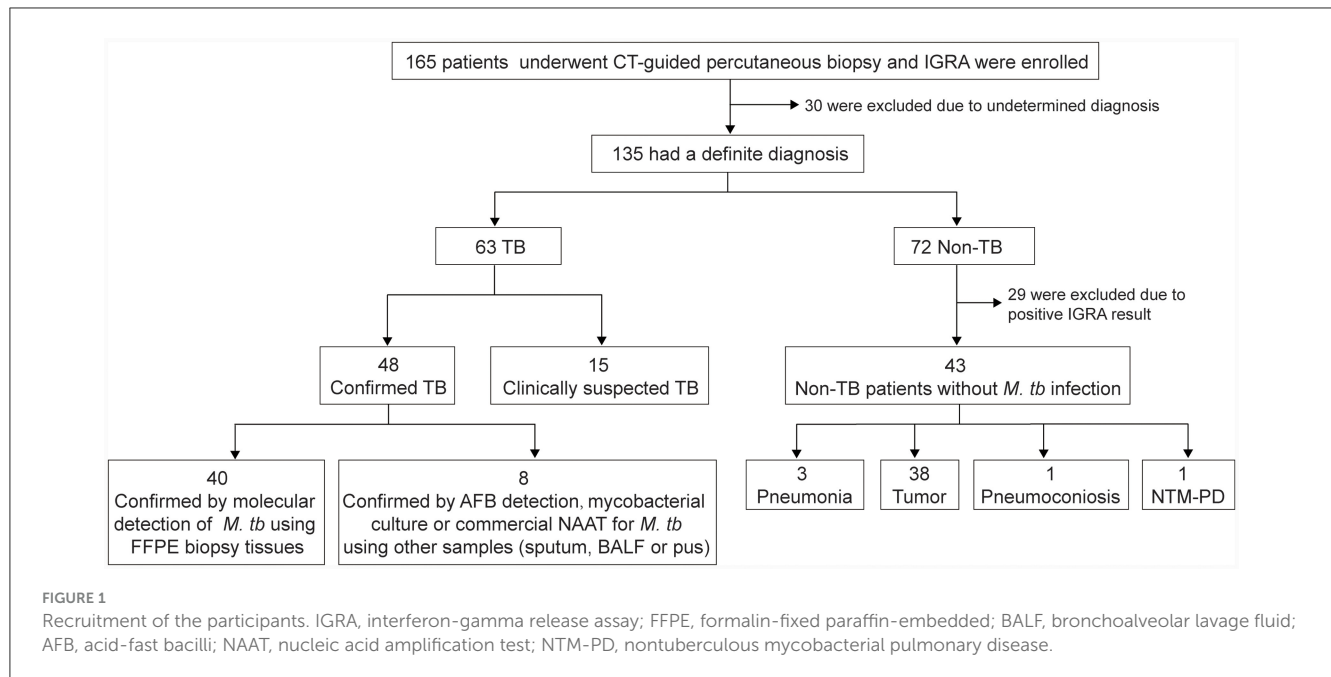 165 patients underwent CT-guided percutaneous biopsy and IGRA were enrolled
30 were excluded due to undetermined diagnosis
135 had a definite diagnosis
63 TB
72 Non-TB
29 were excluded due to
positive IGRA result
48
Confirmed TB
15
Clinically suspected TB
43
Non-TB patients without M. tb infection
40
Confirmed by molecular
detection of M. tb using
FFPE biopsy tissues
8
Confirmed by AFB detection, mycobacterial
culture or commercial NAAT for M. tb
using other samples (sputum, BALF or pus)
3
Pneumonia
38
Tumor
1
Pneumoconiosis
1
NTM-PD
FIGURE 1
Recruitment of the participants. IGRA, interferon-gamma release assay; FFPE, formalin-fixed paraffin-embedded; BALF, bronchoalveolar lavage fluid;
AFB, acid-fast bacilli; NAAT, nucleic acid amplification test; NTM-PD, nontuberculous mycobacterial pulmonary disease.